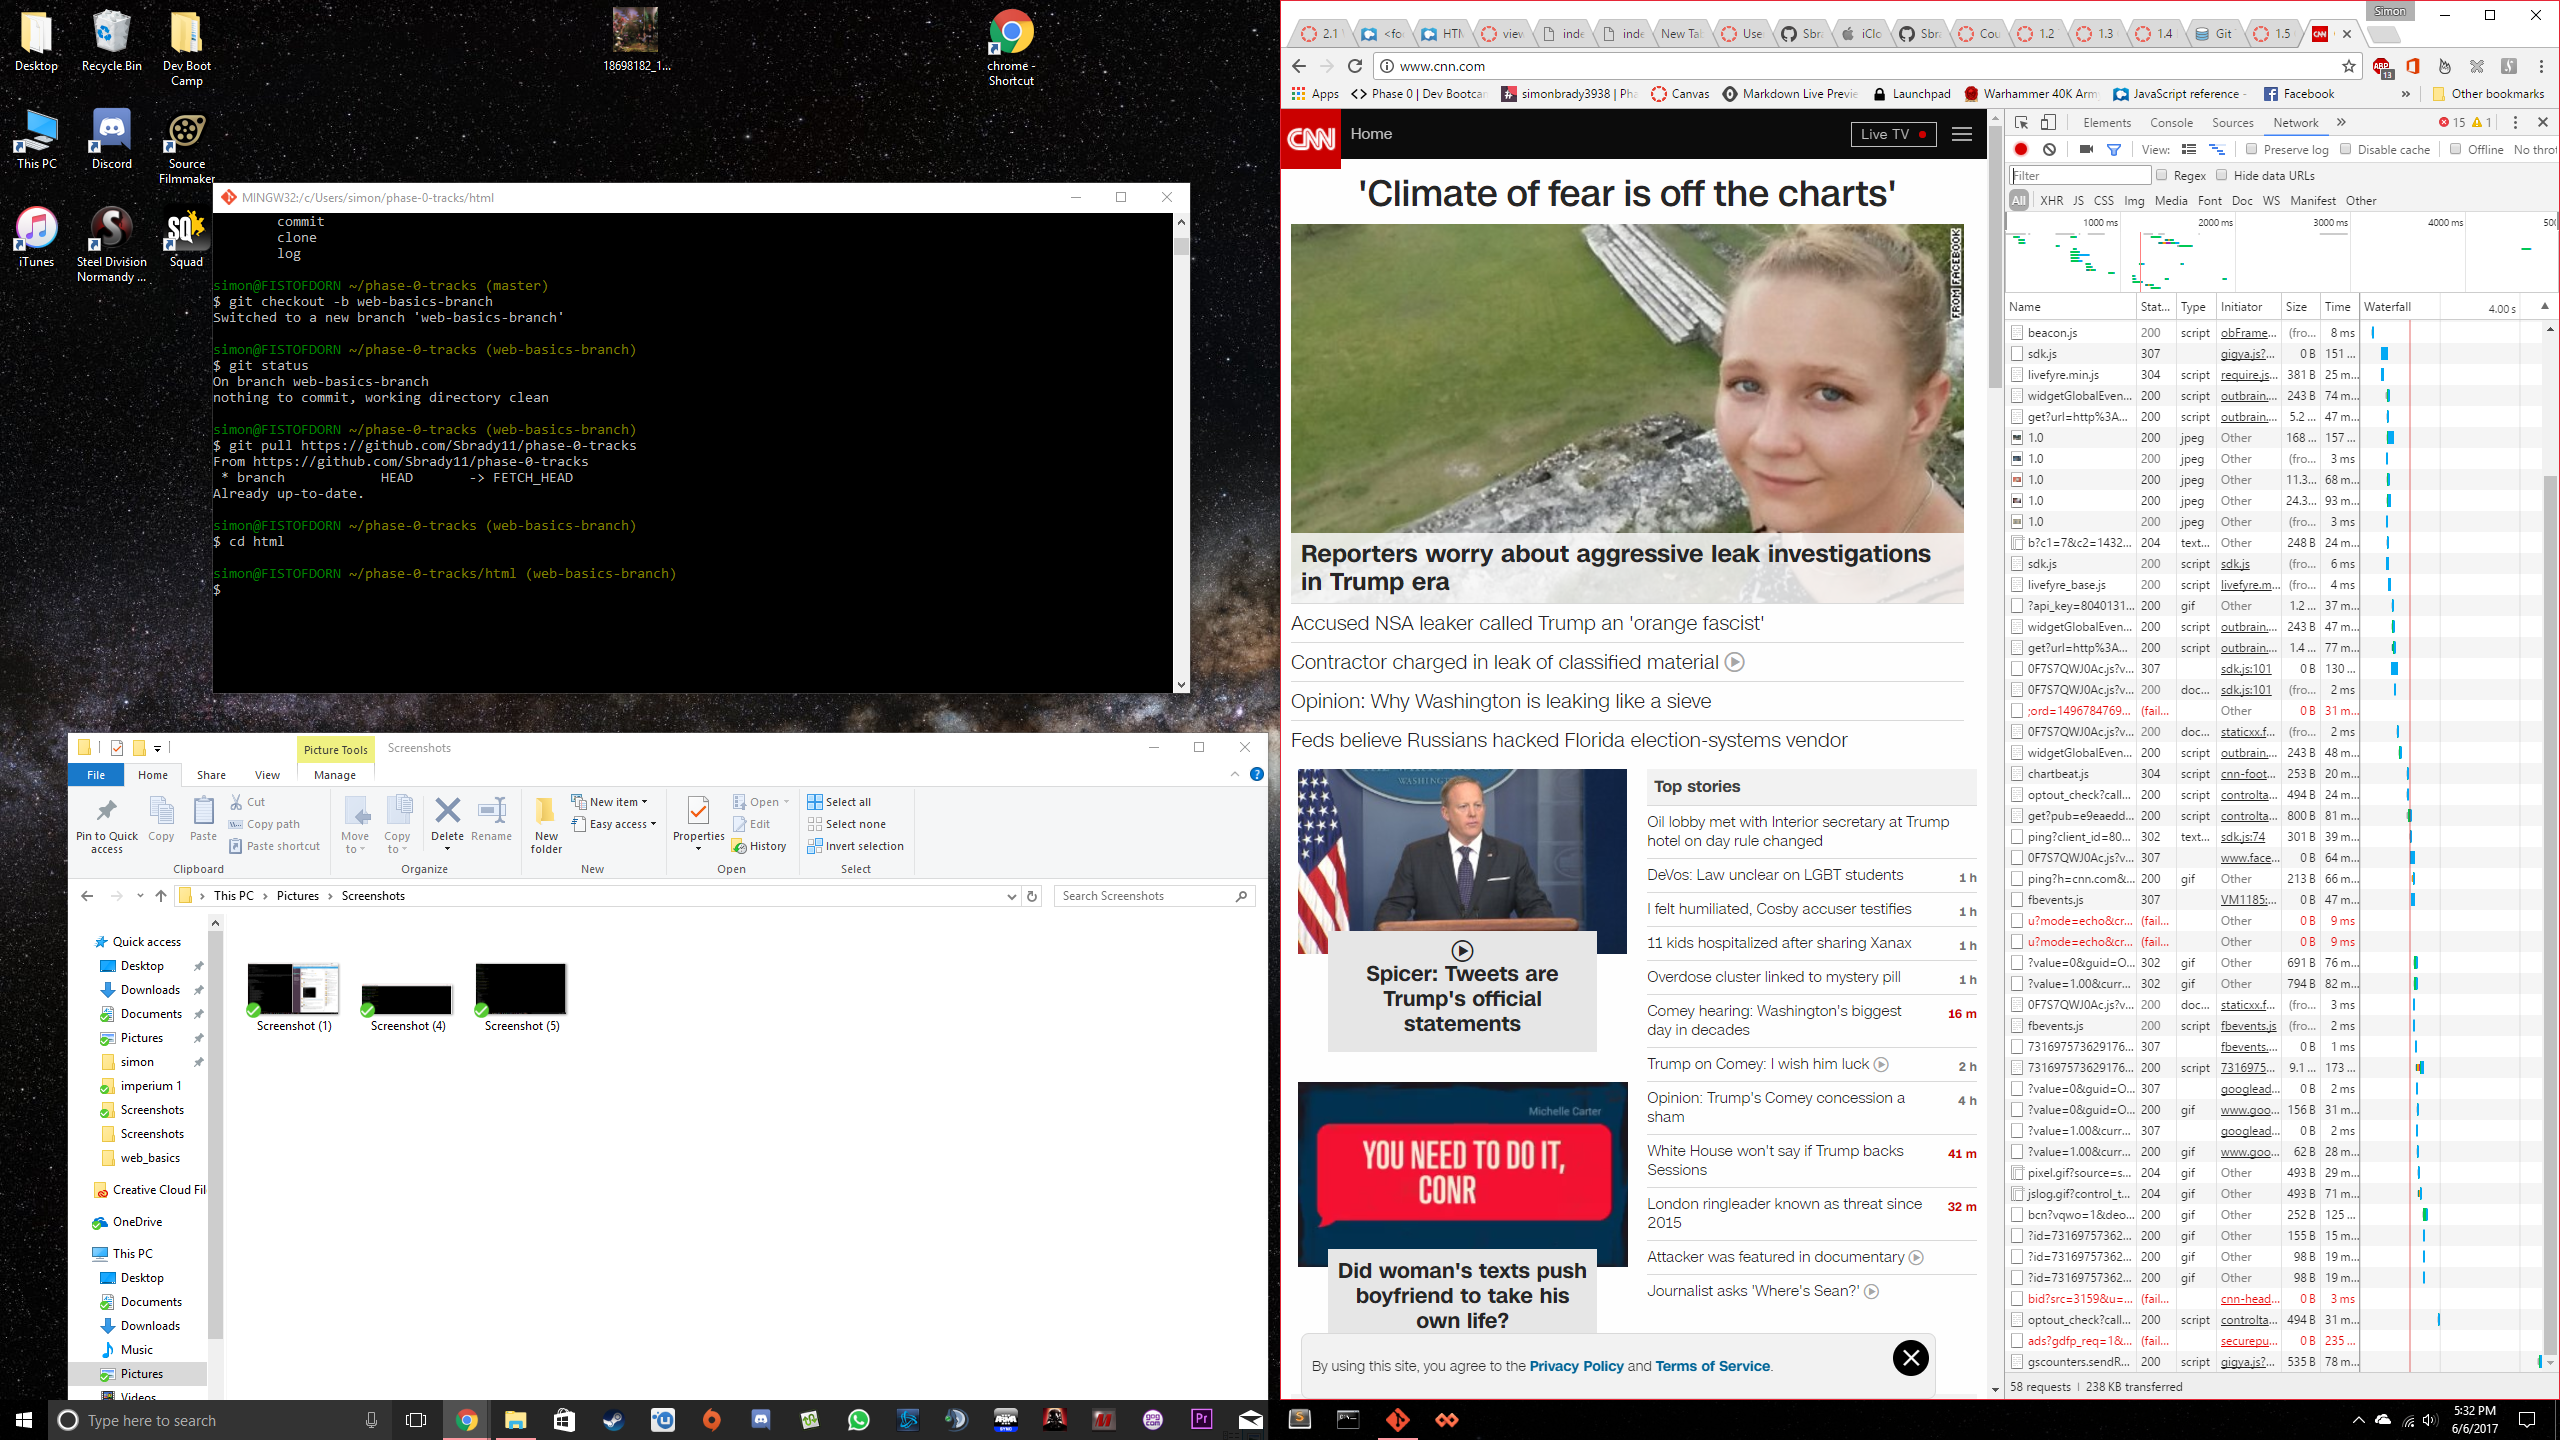 Desktop
Recycle Bin
Dev Boot
Camp
18698182_1...
chrome -
Shortcut
This PC
Discord
Source
Filmmaker
iTunes
Steel Division
Normandy ...
Squad
MINGW32:/c/Users/simon/phase-0-tracks/html
commit
clone
log
simon@FISTOFDORN ~/phase-0-tracks (master)
$ git checkout -b web-basics-branch
Switched to a new branch 'web-basics-branch'
simon@FISTOFDORN ~/phase-0-tracks (web-basics-branch)
$ git status
On branch web-basics-branch
nothing to commit, working directory clean
simon@FISTOFDORN ~/phase-0-tracks (web-basics-branch)
$ git pull https://github.com/Sbrady11/phase-0-tracks
From https://github.com/Sbrady11/phase-0-tracks
* branch HEAD -> FETCH_HEAD
Already up-to-date.
simon@FISTOFDORN ~/phase-0-tracks (web-basics-branch)
$ cd html
simon@FISTOFDORN ~/phase-0-tracks/html (web-basics-branch)
$
Picture Tools Screenshots
File Home Share View Manage
Pin to Quick
access
Copy
Paste
Cut
Copy path
Paste shortcut
Move
to
Copy
to
Delete
Rename
New
folder
New item
Easy access
Properties
Open
Edit
History
Select all
Select none
Invert selection
Clipboard Organize New Open Select
This PC > Pictures > Screenshots
Search Screenshots
Quick access
Desktop
Downloads
Documents
Pictures
simon
imperium 1
Screenshots
Screenshots
web_basics
Creative Cloud Fil
OneDrive
This PC
Desktop
Documents
Downloads
Music
Pictures
Videos
Screenshot (1)
Screenshot (4)
Screenshot (5)
Type here to search
Simon
2.1 <foo HTM view inde inde New Tab Use Sbra iClo Sbra Cou 1.2 1.3 1.4 Git 1.5 CNN
www.cnn.com
ABP 13
Apps <> Phase 0 | Dev Bootcam simonbrady3938 | Pha Canvas Markdown Live Previe Launchpad Warhammer 40K Arm JavaScript reference - Facebook » Other bookmarks
CNN Home Live TV
'Climate of fear is off the charts'
FROM FACEBOOK
Reporters worry about aggressive leak investigations
in Trump era
Accused NSA leaker called Trump an 'orange fascist'
Contractor charged in leak of classified material
Opinion: Why Washington is leaking like a sieve
Feds believe Russians hacked Florida election-systems vendor
THE WHITE HOUSE
WASHINGTON
Spicer: Tweets are
Trump's official
statements
Michelle Carter
YOU NEED TO DO IT,
CONR
Did woman's texts push
boyfriend to take his
own life?
Top stories
Oil lobby met with Interior secretary at Trump
hotel on day rule changed
DeVos: Law unclear on LGBT students 1 h
I felt humiliated, Cosby accuser testifies 1 h
11 kids hospitalized after sharing Xanax 1 h
Overdose cluster linked to mystery pill 1 h
Comey hearing: Washington's biggest 16 m
day in decades
Trump on Comey: I wish him luck 2 h
Opinion: Trump's Comey concession a 4 h
sham
White House won't say if Trump backs 41 m
Sessions
London ringleader known as threat since 32 m
2015
Attacker was featured in documentary
Journalist asks 'Where's Sean?'
By using this site, you agree to the Privacy Policy and Terms of Service.
Elements Console Sources Network » 15 1
View: Preserve log Disable cache Offline No throt
Filter Regex Hide data URLs
All XHR JS CSS Img Media Font Doc WS Manifest Other
1000 ms 2000 ms 3000 ms 4000 ms 500
Name Stat... Type Initiator Size Time Waterfall 4.00 s
beacon.js 200 script obFrame... (fro... 8 ms
sdk.js 307 gigya.js?... 0 B 151 ...
livefyre.min.js 304 script require.js... 381 B 25 m...
widgetGlobalEven... 200 script outbrain.... 243 B 74 m...
get?url=http%3A... 200 script outbrain.... 5.2 ... 47 m...
1.0 200 jpeg Other 168 ... 157 ...
1.0 200 jpeg Other (fro... 3 ms
1.0 200 jpeg Other 11.3... 68 m...
1.0 200 jpeg Other 24.3... 93 m...
1.0 200 jpeg Other (fro... 3 ms
b?c1=7&c2=1432... 204 text... Other 248 B 24 m...
sdk.js 200 script sdk.js (fro... 6 ms
livefyre_base.js 200 script livefyre.m... (fro... 4 ms
?api_key=8040131... 200 gif Other 1.2 ... 37 m...
widgetGlobalEven... 200 script outbrain.... 243 B 47 m...
get?url=http%3A... 200 script outbrain.... 1.4 ... 77 m...
0F7S7QWJ0Ac.js?v... 307 sdk.js:101 0 B 130 ...
0F7S7QWJ0Ac.js?v... 200 doc... sdk.js:101 (fro... 2 ms
;ord=1496784769... (fail... Other 0 B 31 m...
0F7S7QWJ0Ac.js?v... 200 doc... staticxx.f... (fro... 2 ms
widgetGlobalEven... 200 script outbrain.... 243 B 48 m...
chartbeat.js 304 script cnn-foot... 253 B 20 m...
optout_check?call... 200 script controlta... 494 B 24 m...
get?pub=e9eaedd... 200 script controlta... 800 B 81 m...
ping?client_id=80... 302 text... sdk.js:74 301 B 39 m...
0F7S7QWJ0Ac.js?v... 307 www.face... 0 B 64 m...
ping?h=cnn.com&... 200 gif Other 213 B 66 m...
fbevents.js 307 VM1185:... 0 B 47 m...
u?mode=echo&cr... (fail... Other 0 B 9 ms
u?mode=echo&cr... (fail... Other 0 B 9 ms
?value=0&guid=O... 302 gif Other 691 B 76 m...
?value=1.00&curr... 302 gif Other 794 B 82 m...
0F7S7QWJ0Ac.js?v... 200 doc... staticxx.f... (fro... 3 ms
fbevents.js 200 script fbevents.js (fro... 2 ms
731697573629176... 307 fbevents.... 0 B 1 ms
731697573629176... 200 script 7316975... 9.1 ... 173 ...
?value=0&guid=O... 307 googlead... 0 B 2 ms
?value=0&guid=O... 200 gif www.goo... 156 B 31 m...
?value=1.00&curr... 307 googlead... 0 B 2 ms
?value=1.00&curr... 200 gif www.goo... 62 B 28 m...
pixel.gif?source=s... 204 gif Other 493 B 29 m...
jslog.gif?control_t... 204 gif Other 493 B 71 m...
bcn?vqwo=1&deo... 200 gif Other 252 B 125 ...
?id=73169757362... 200 gif Other 155 B 15 m...
?id=73169757362... 200 gif Other 98 B 19 m...
?id=73169757362... 200 gif Other 98 B 19 m...
bid?src=3159&u=... (fail... cnn-head... 0 B 3 ms
optout_check?call... 200 script controlta... 494 B 31 m...
ads?gdfp_req=1&... (fail... securepu... 0 B 235 ...
gscounters.sendR... 200 script gigya.js?... 535 B 78 m...
58 requests | 238 KB transferred
5:32 PM
6/6/2017